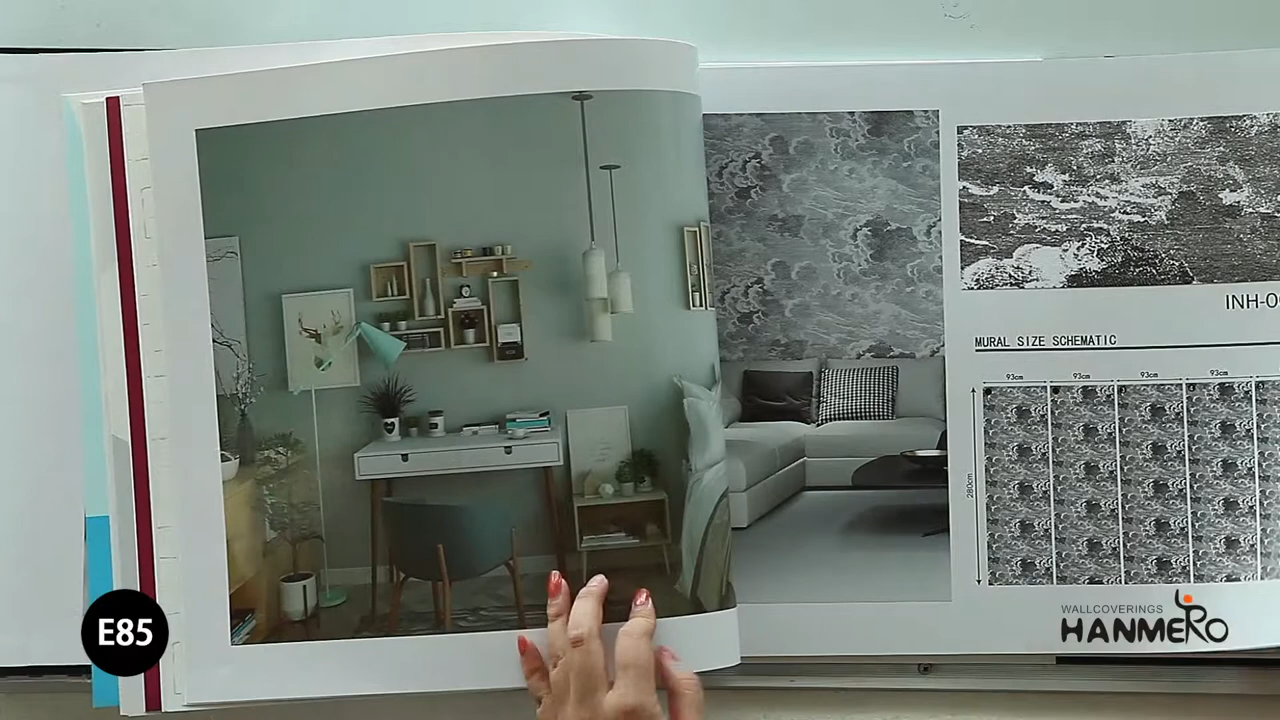 INH-0
MURAL SIZE SCHEMATIC
93cm 93cm 93cm 93cm
280cm
E85
WALLCOVERINGS
HANMERO